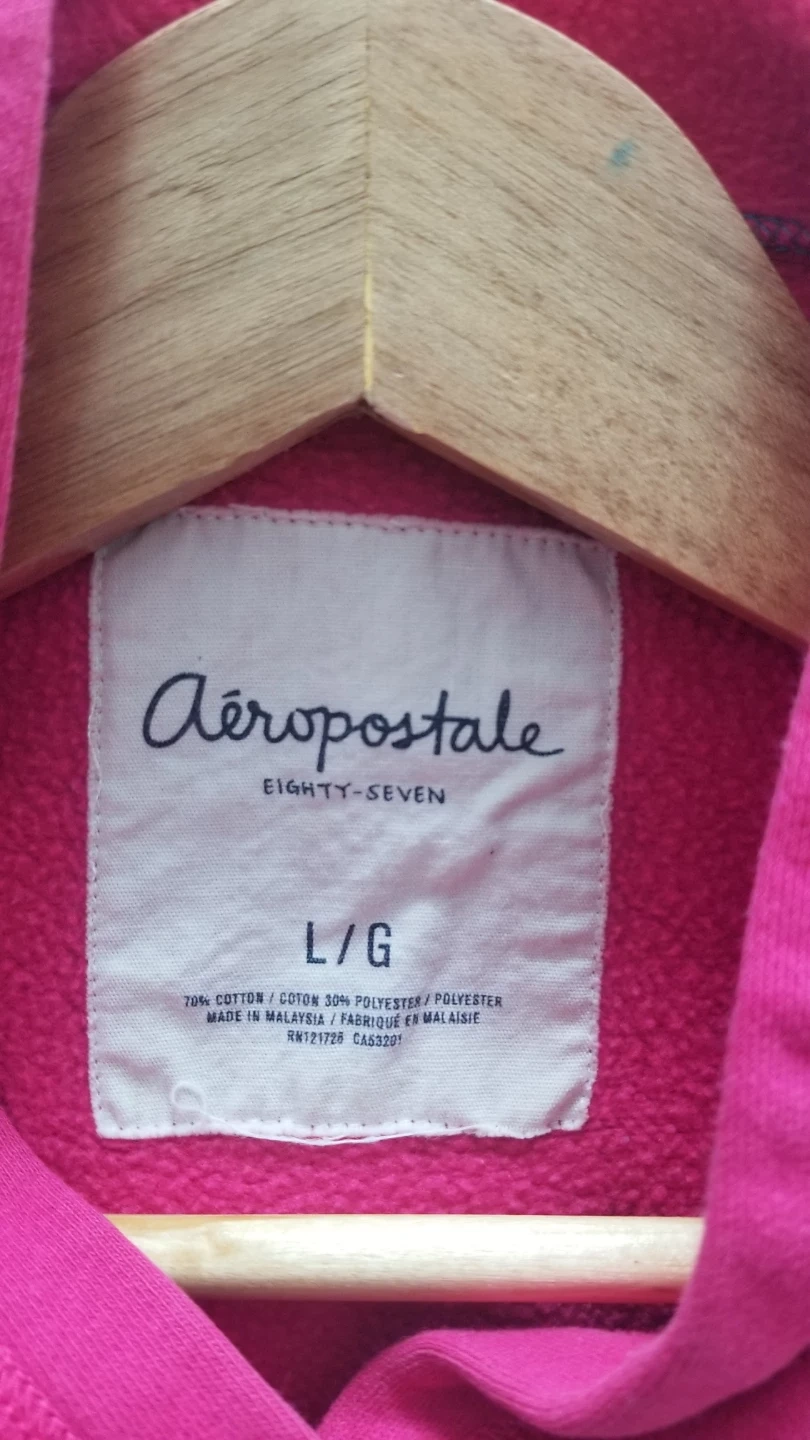 Aéropostale
EIGHTY-SEVEN
L/G
70% COTTON / COTON 30% POLYESTER / POLYESTER
MADE IN MALAYSIA / FABRIQUÉ EN MALAISIE
RN121726 CA53201